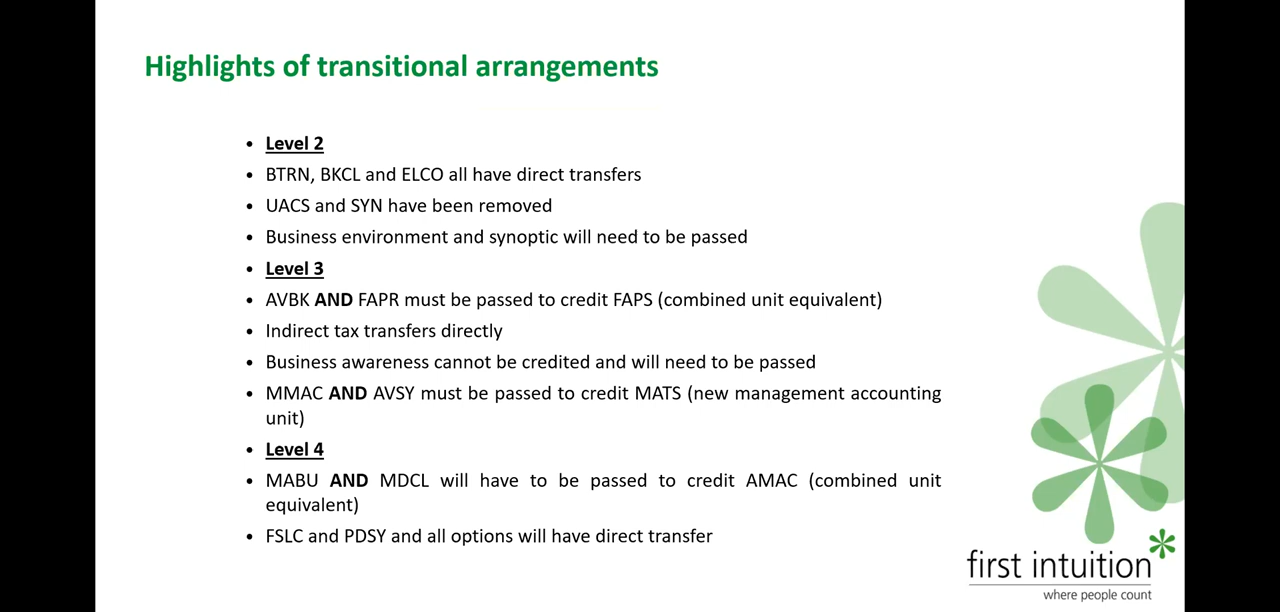 Highlights of transitional arrangements
• Level 2
• BTRN, BKCL and ELCO all have direct transfers
• UACS and SYN have been removed
• Business environment and synoptic will need to be passed
• Level 3
• AVBK AND FAPR must be passed to credit FAPS (combined unit equivalent)
• Indirect tax transfers directly
• Business awareness cannot be credited and will need to be passed
• MMAC AND AVSY must be passed to credit MATS (new management accounting
unit)
• Level 4
• MABU AND MDCL will have to be passed to credit AMAC (combined unit
equivalent)
• FSLC and PDSY and all options will have direct transfer
first intuition
where people count